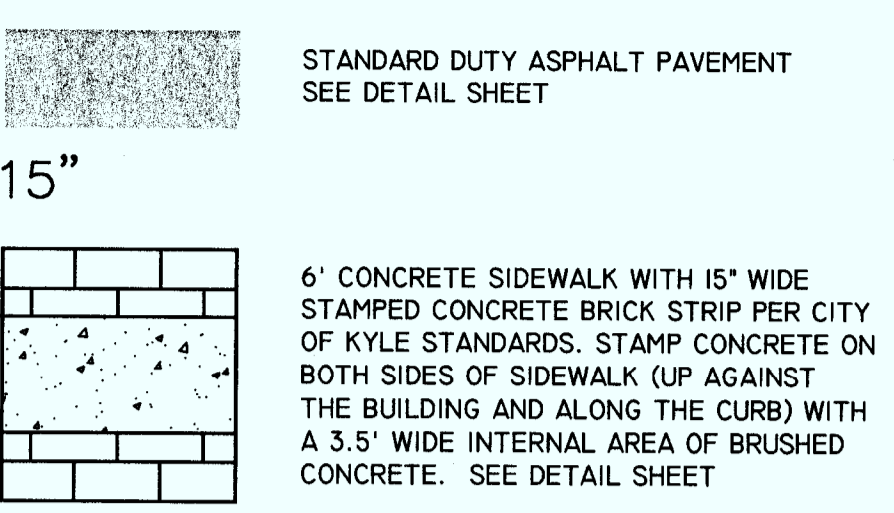 STANDARD DUTY ASPHALT PAVEMENT
SEE DETAIL SHEET
15"
6' CONCRETE SIDEWALK WITH 15" WIDE
STAMPED CONCRETE BRICK STRIP PER CITY
OF KYLE STANDARDS. STAMP CONCRETE ON
BOTH SIDES OF SIDEWALK (UP AGAINST
THE BUILDING AND ALONG THE CURB) WITH
A 3.5' WIDE INTERNAL AREA OF BRUSHED
CONCRETE. SEE DETAIL SHEET